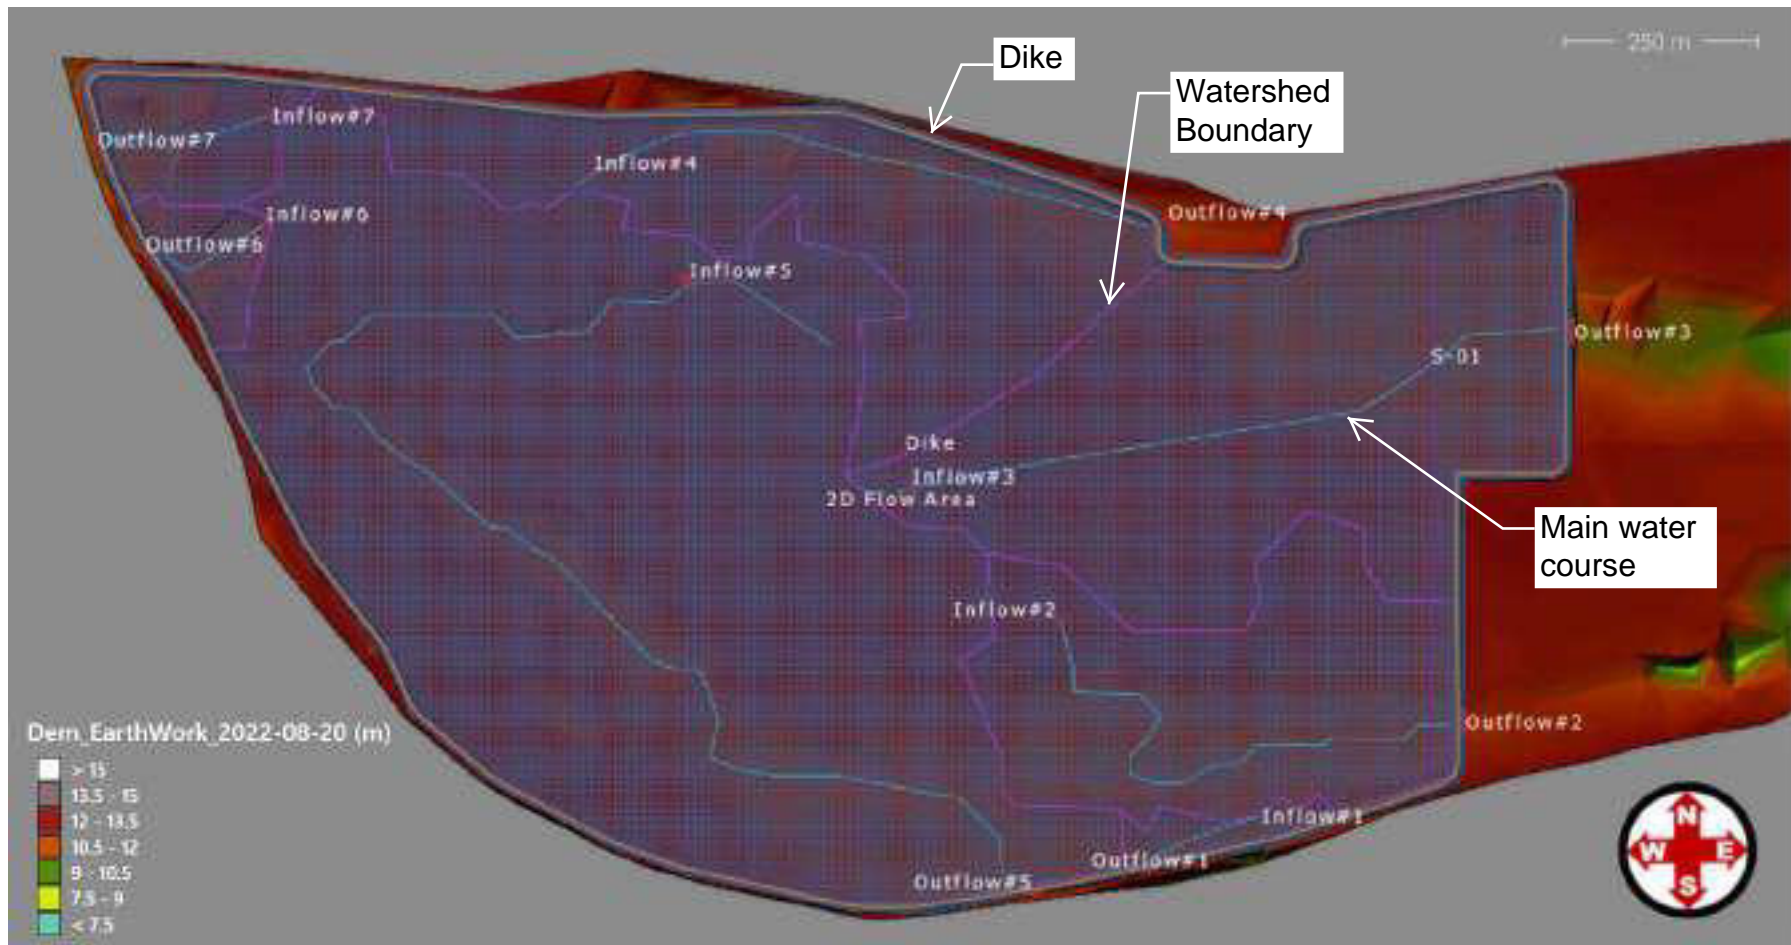 250 m
Dike
Watershed
Boundary
Inflow#7
Outflow#7
Inflow#4
Inflow#6
Outflow#4
Outflow#6
Inflow#5
Outflow#3
S-01
Dike
Inflow#3
2D Flow Area
Main water
course
Inflow#2
Outflow#2
Dem_EarthWork_2022-08-20 (m)
> 15
13.5 - 15
12 - 13.5
10.5 - 12
9 - 10.5
7.5 - 9
< 7.5
Inflow#1
Outflow#1
Outflow#5
N
W E
S